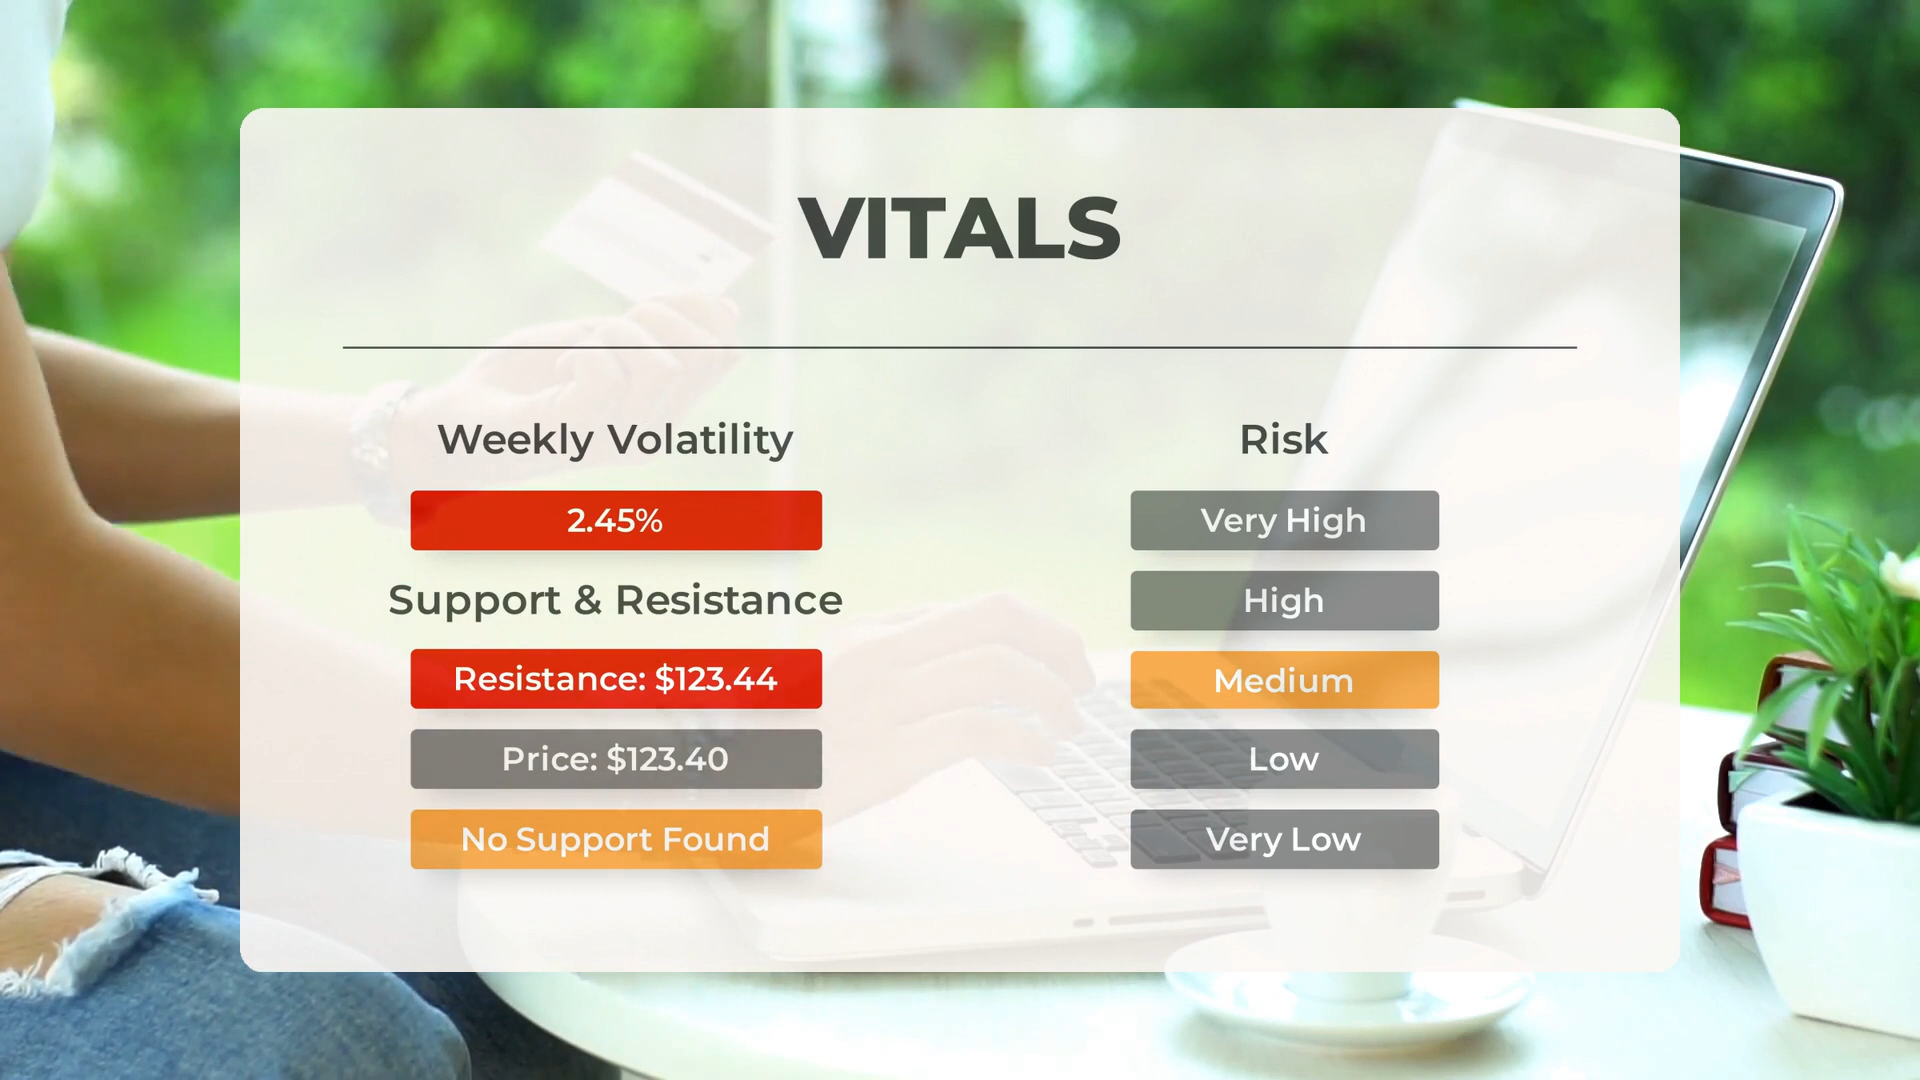 VITALS
Weekly Volatility
2.45%
Support & Resistance
Resistance: $123.44
Price: $123.40
No Support Found
Risk
Very High
High
Medium
Low
Very Low